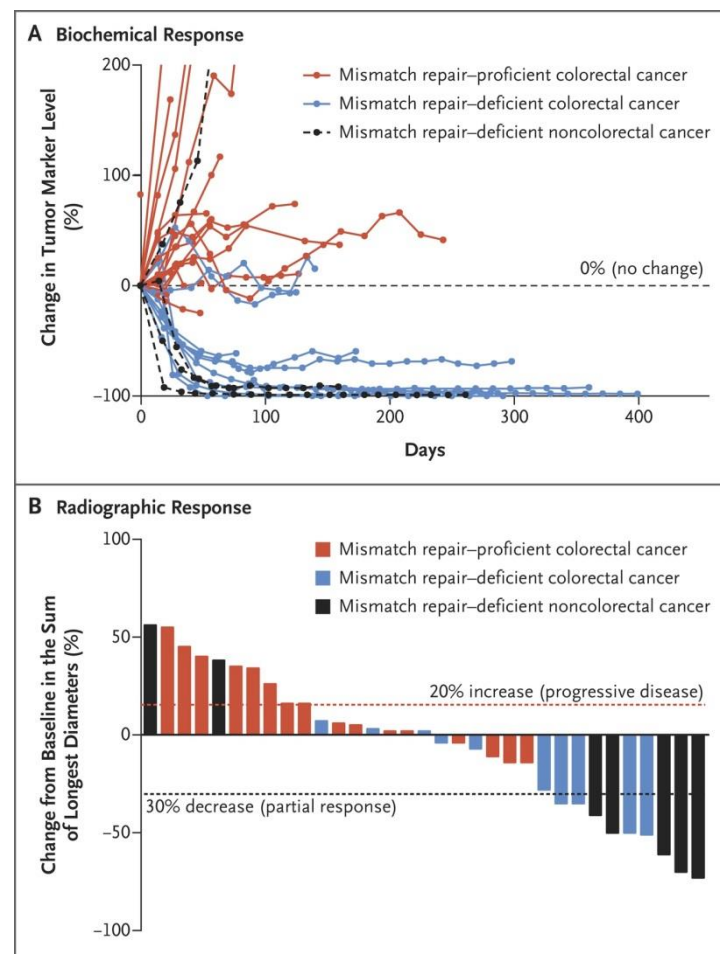 A Biochemical Response
200
100
0
−100
Change in Tumor Marker Level
(%)
Mismatch repair–proficient colorectal cancer
Mismatch repair–deficient colorectal cancer
Mismatch repair–deficient noncolorectal cancer
0% (no change)
0 100 200 300 400
Days
B Radiographic Response
100
50
0
−50
−100
Change from Baseline in the Sum
of Longest Diameters (%)
Mismatch repair–proficient colorectal cancer
Mismatch repair–deficient colorectal cancer
Mismatch repair–deficient noncolorectal cancer
20% increase (progressive disease)
30% decrease (partial response)